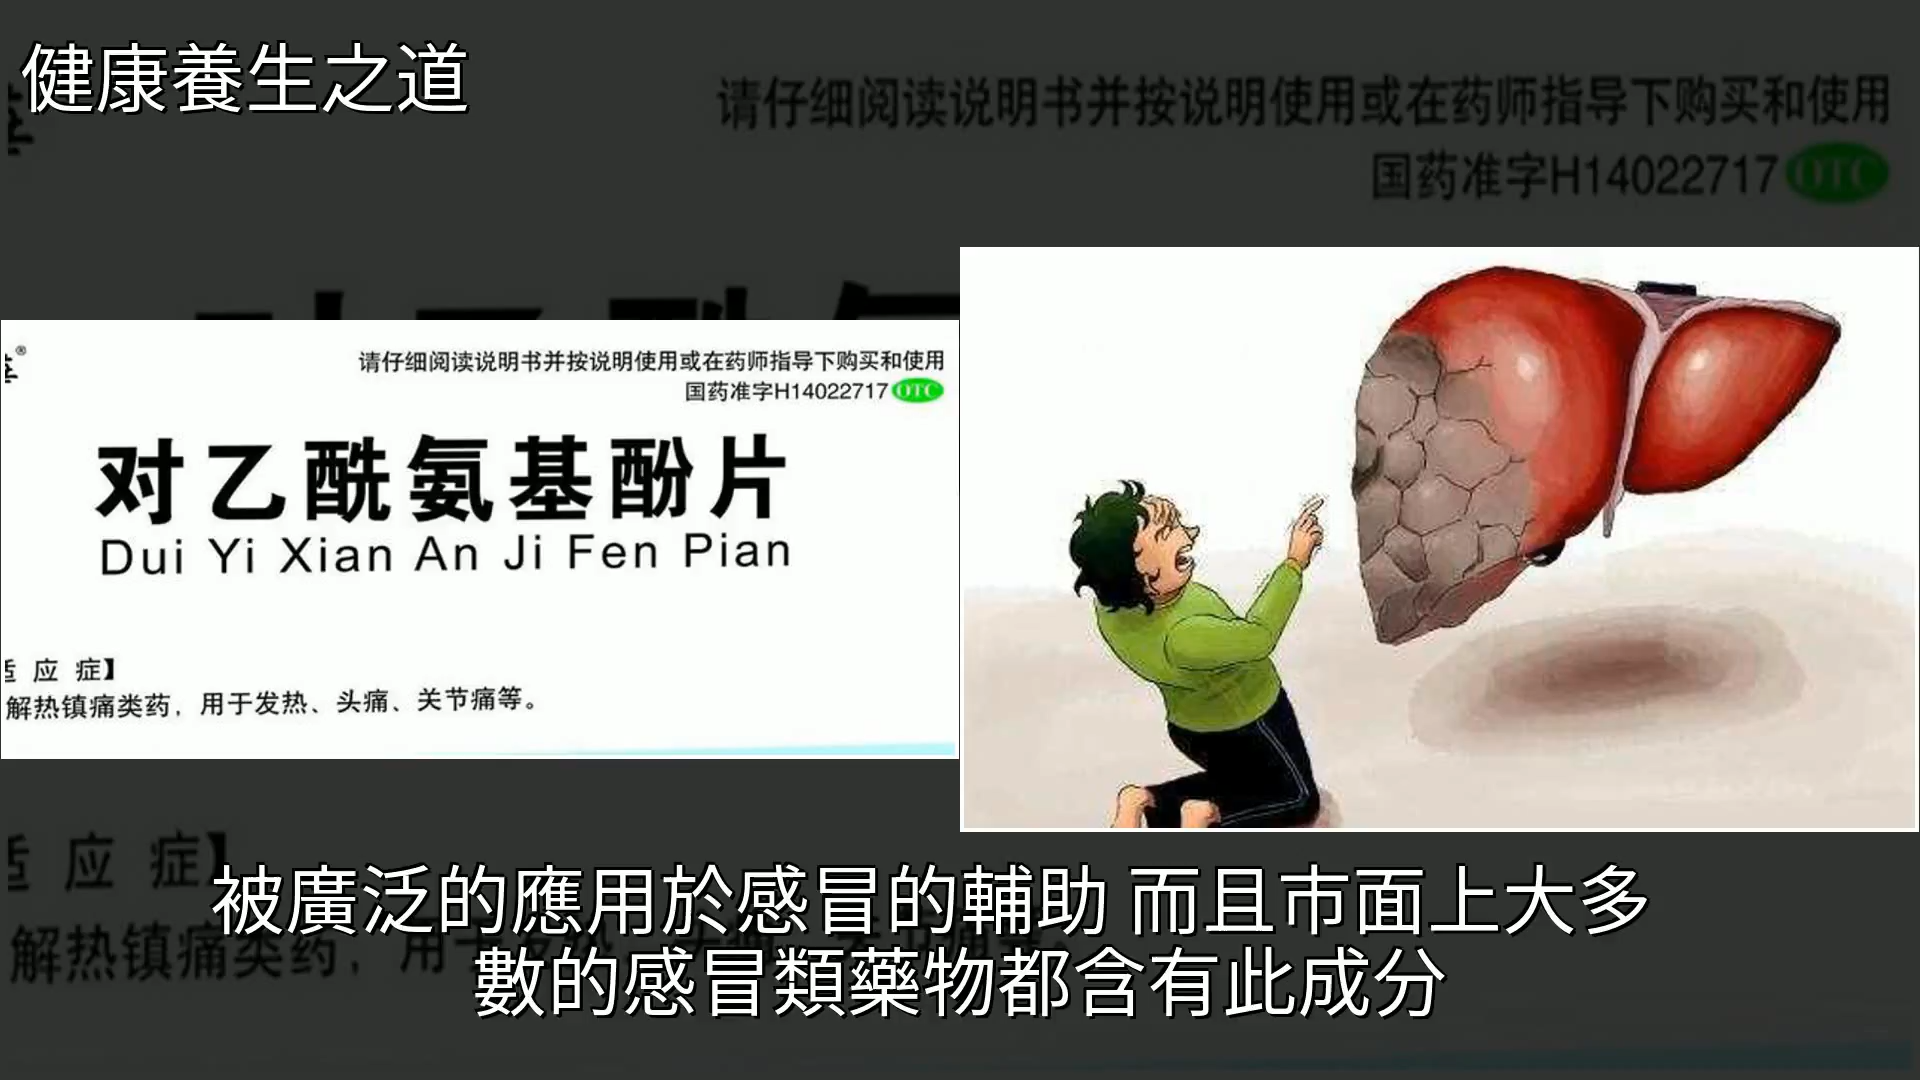 健康養生之道
请仔细阅读说明书并按说明使用或在药师指导下购买和使用
国药准字H14022717 OTC
请仔细阅读说明书并按说明使用或在药师指导下购买和使用
国药准字H14022717 OTC
对乙酰氨基酚片
Dui Yi Xian An Ji Fen Pian
适 应 症】
解热镇痛类药，用于发热、头痛、关节痛等。
适 应 症】
解热镇痛类药，用于发热、
被廣泛的應用於感冒的輔助 而且市面上大多
數的感冒類藥物都含有此成分